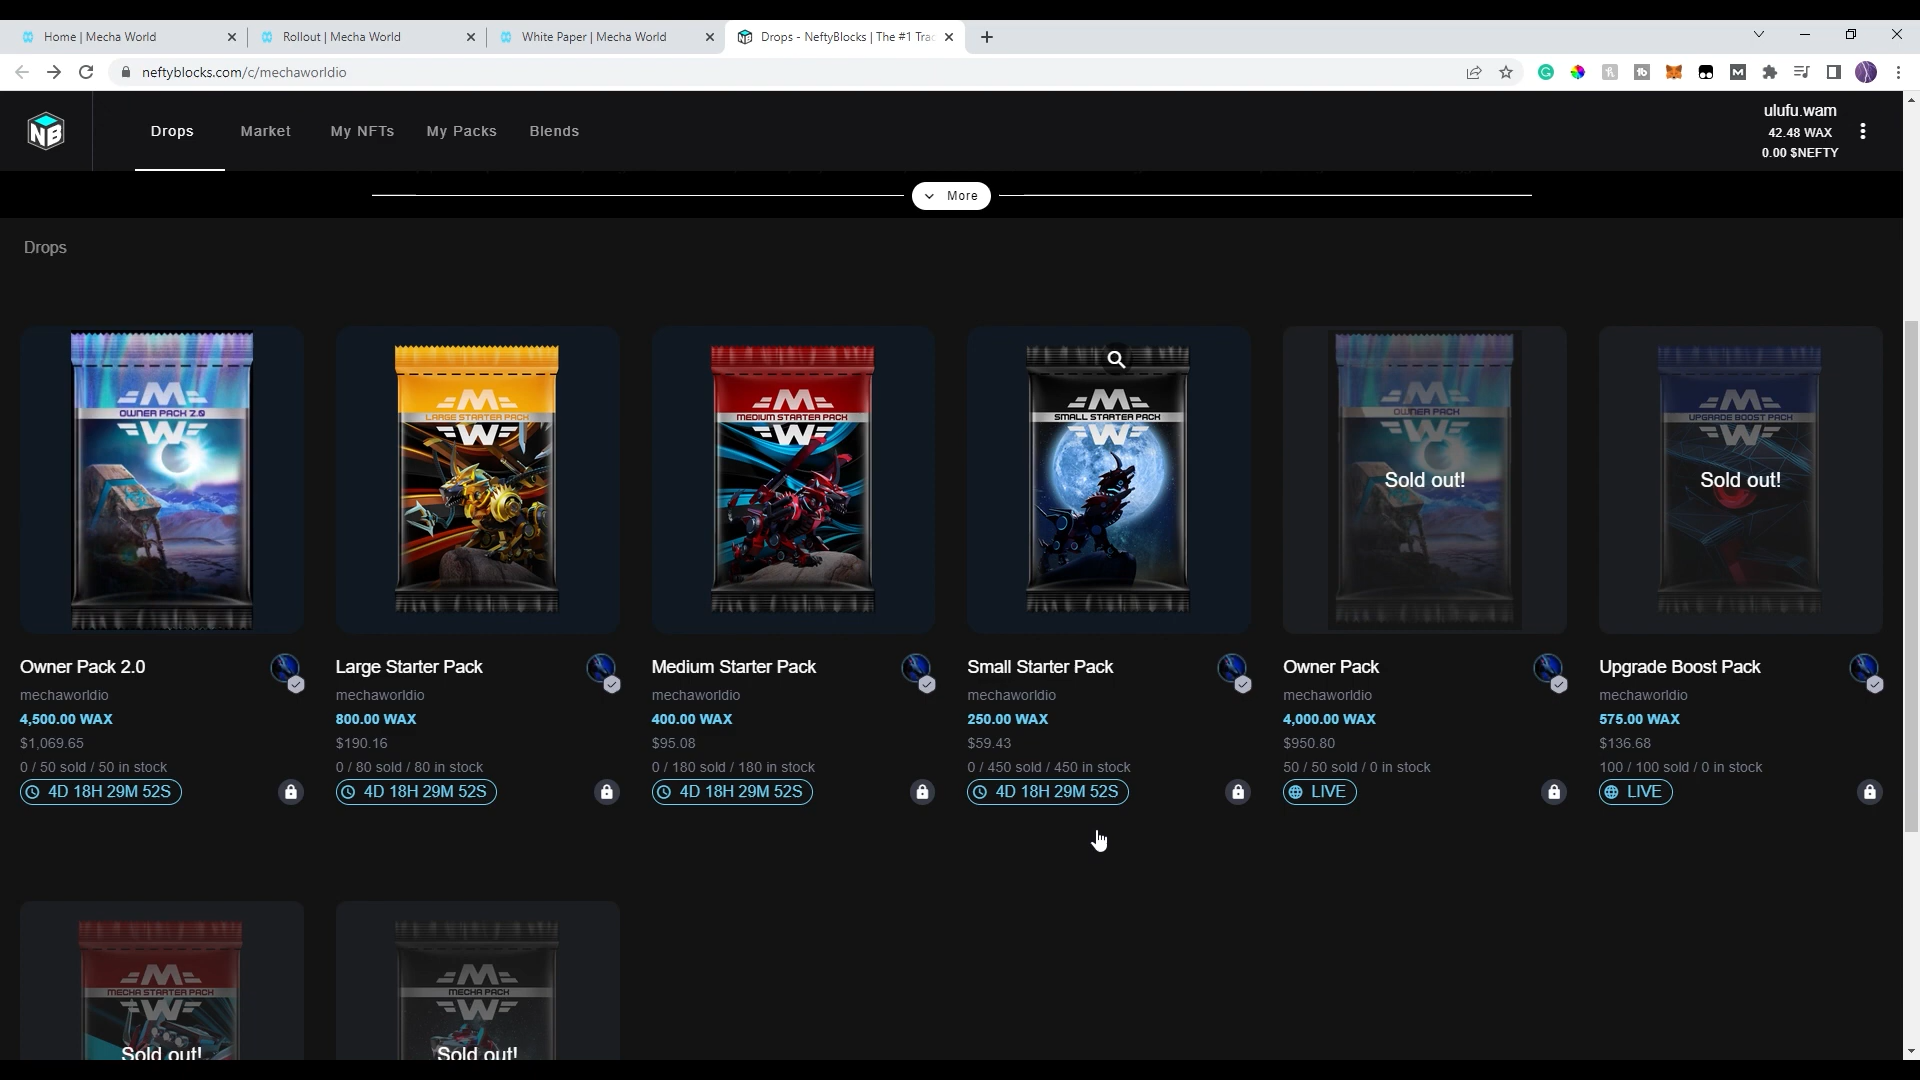 Home | Mecha World
Rollout | Mecha World
White Paper | Mecha World
Drops - NeftyBlocks | The #1 Trac
neftyblocks.com/c/mechaworldio
NB
Drops
Market
My NFTs
My Packs
Blends
ulufu.wam
42.48 WAX
0.00 $NEFTY
More
Drops
M
OWNER PACK 2.0
W
M
LARGE STARTER PACK
W
M
MEDIUM STARTER PACK
W
M
SMALL STARTER PACK
W
M
OWNER PACK
W
Sold out!
M
UPGRADE BOOST PACK
W
Sold out!
Owner Pack 2.0
mechaworldio
4,500.00 WAX
$1,069.65
0 / 50 sold / 50 in stock
4D 18H 29M 52S
Large Starter Pack
mechaworldio
800.00 WAX
$190.16
0 / 80 sold / 80 in stock
4D 18H 29M 52S
Medium Starter Pack
mechaworldio
400.00 WAX
$95.08
0 / 180 sold / 180 in stock
4D 18H 29M 52S
Small Starter Pack
mechaworldio
250.00 WAX
$59.43
0 / 450 sold / 450 in stock
4D 18H 29M 52S
Owner Pack
mechaworldio
4,000.00 WAX
$950.80
50 / 50 sold / 0 in stock
LIVE
Upgrade Boost Pack
mechaworldio
575.00 WAX
$136.68
100 / 100 sold / 0 in stock
LIVE
M
MECHA STARTER PACK
W
Sold out!
M
MECHA PACK
W
Sold out!